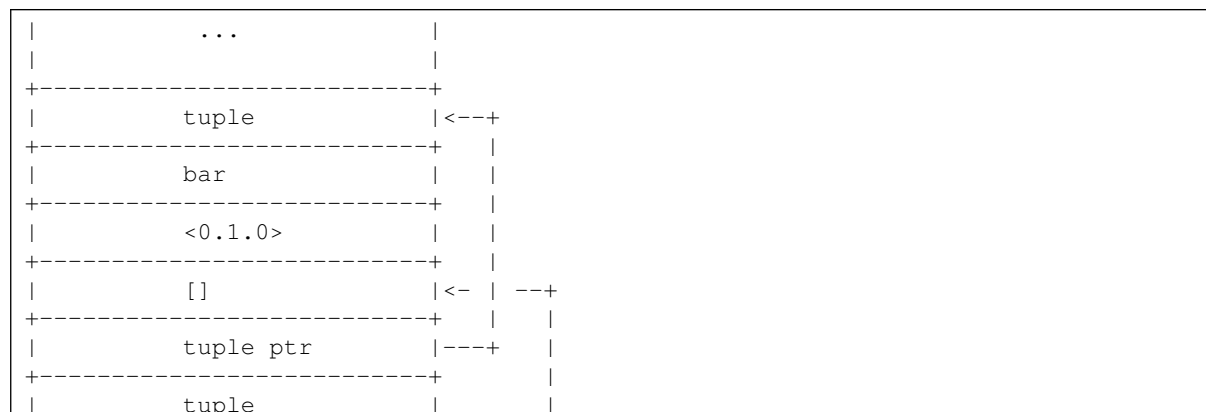 |           ...            |
|                          |
+---------------------------+
|          tuple            |<--+
+---------------------------+   |
|          bar              |   |
+---------------------------+   |
|          <0.1.0>          |   |
+---------------------------+   |
|          []               |<- | --+
+---------------------------+   |   |
|          tuple ptr        |---+   |
+---------------------------+       |
|          tuple            |       |